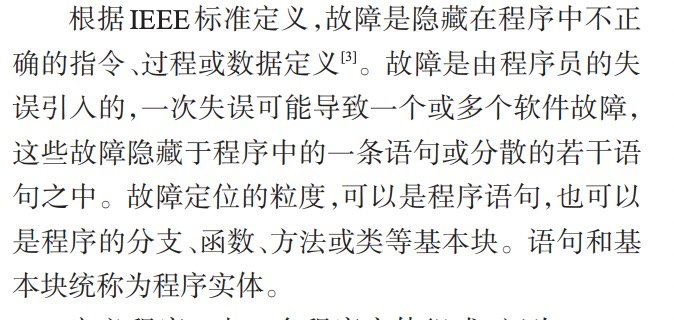 根据IEEE标准定义,故障是隐藏在程序中不正
确的指令、过程或数据定义[3]。故障是由程序员的失
误引入的,一次失误可能导致一个或多个软件故障,
这些故障隐藏于程序中的一条语句或分散的若干语
句之中。故障定位的粒度,可以是程序语句,也可以
是程序的分支、函数、方法或类等基本块。语句和基
本块统称为程序实体。